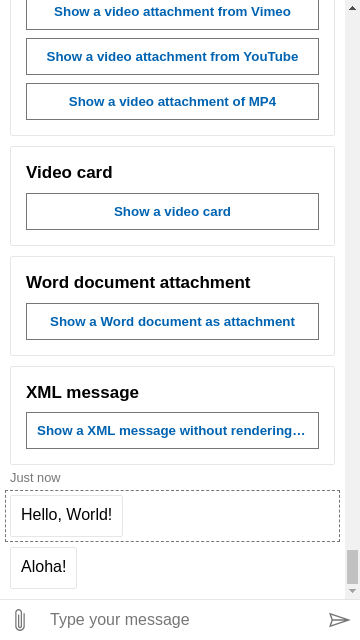 Show a video attachment from Vimeo
Show a video attachment from YouTube
Show a video attachment of MP4
Video card
Show a video card
Word document attachment
Show a Word document as attachment
XML message
Show a XML message without rendering…
Just now
Hello, World!
Aloha!
Type your message